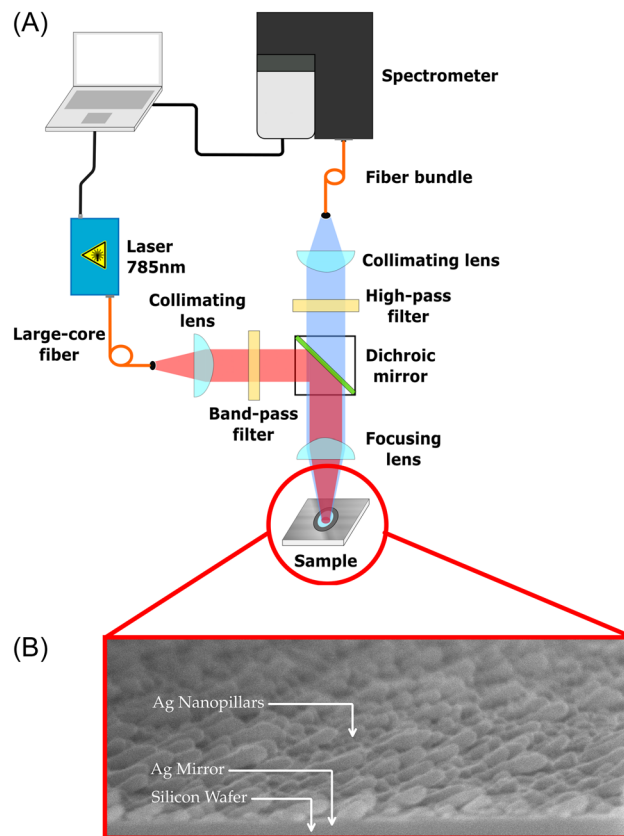 (A)
Spectrometer
Fiber bundle
Laser
785nm
Collimating lens
Collimating
lens
High-pass
filter
Large-core
fiber
Dichroic
mirror
Band-pass
filter
Focusing
lens
Sample
(B)
Ag Nanopillars
Ag Mirror
Silicon Wafer